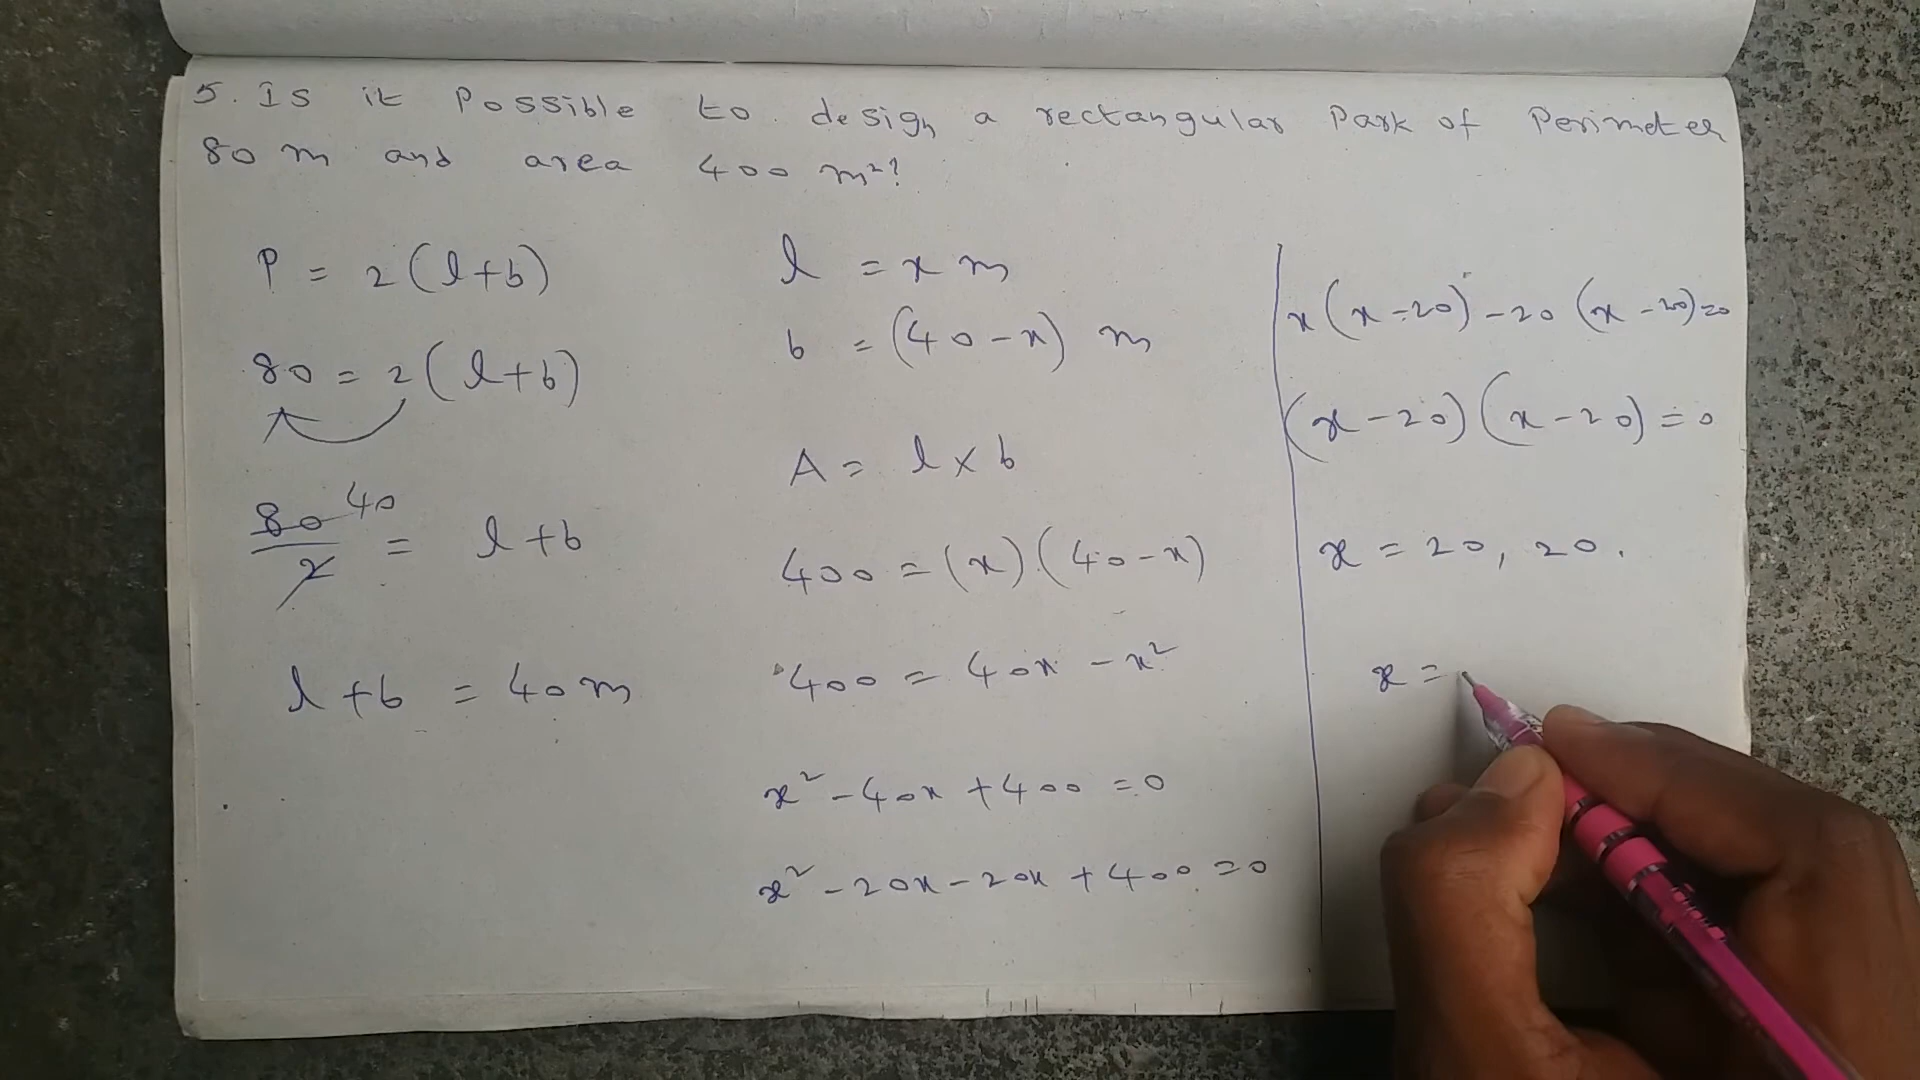 5. Is it Possible to design a rectangular Park of Perimeter
80 m and area 400 m²?
P = 2(l+b)
80 = 2(l+b)
80/2 40 = l+b
l+b = 40m
l = x m
b = (40-x) m
A = l×b
400 = (x)(40-x)
400 = 40x - x²
x² - 40x + 400 = 0
x² - 20x - 20x + 400 = 0
x(x-20) - 20(x-20)=0
(x-20)(x-20) = 0
x = 20, 20.
x =